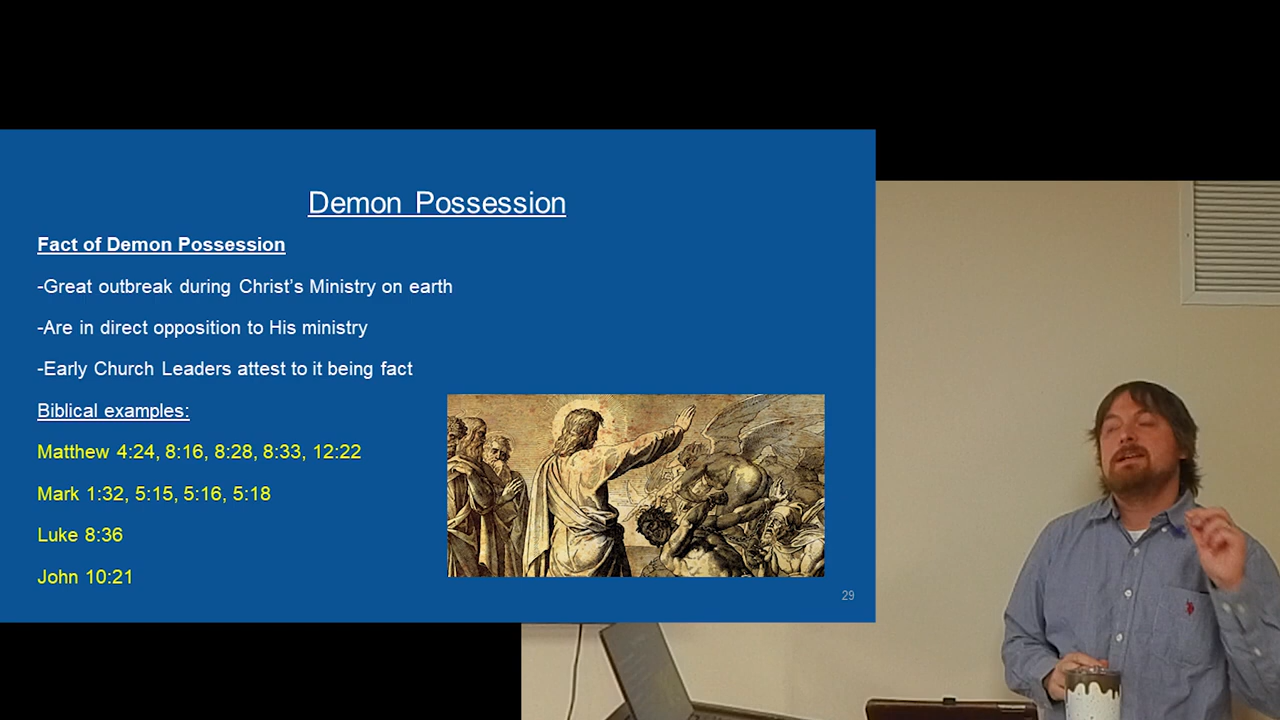 Demon Possession
Fact of Demon Possession
-Great outbreak during Christ's Ministry on earth
-Are in direct opposition to His ministry
-Early Church Leaders attest to it being fact
Biblical examples:
Matthew 4:24, 8:16, 8:28, 8:33, 12:22
Mark 1:32, 5:15, 5:16, 5:18
Luke 8:36
John 10:21
29